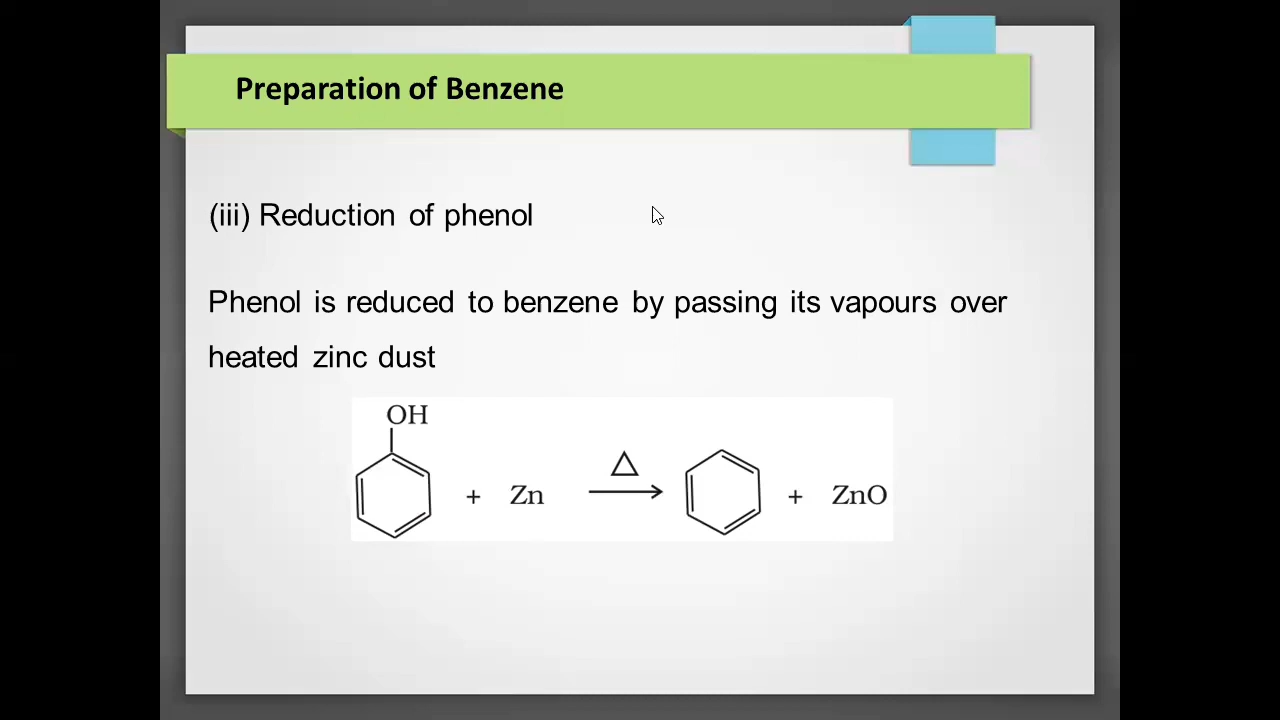 Preparation of Benzene
(iii) Reduction of phenol
Phenol is reduced to benzene by passing its vapours over
heated zinc dust
OH
+ Zn △ + ZnO